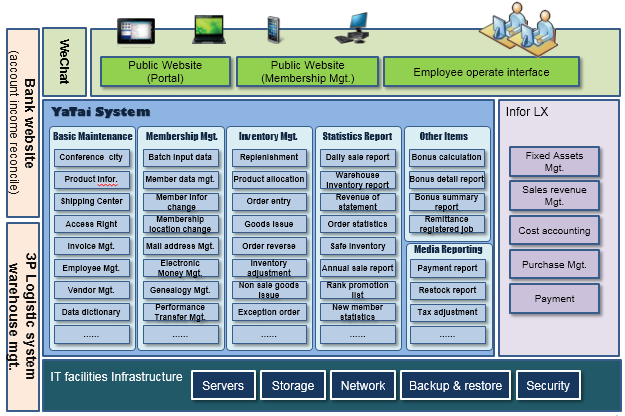 Bank website
(account income reconcile)
3P Logistic system
warehouse mgt.
WeChat
Public Website
(Portal)
Public Website
(Membership Mgt.)
Employee operate interface
YaTai System
Basic Maintenance
Conference city
Product Infor.
Shipping Center
Access Right
Invoice Mgt.
Employee Mgt.
Vendor Mgt.
Data dictionary
......
Membership Mgt.
Batch input data
Member data mgt.
Member infor
change
Membership
location change
Mail address Mgt.
Electronic
Money Mgt.
Genealogy Mgt.
Performance
Transfer Mgt.
......
Inventory Mgt.
Replenishment
Product allocation
Order entry
Goods issue
Order reverse
Inventory
adjustment
Non sale goods
issue
Exception order
......
Statistics Report
Daily sale report
Warehouse
inventory report
Revenue of
statement
Order statistics
Safe inventory
Annual sale report
Rank promotion
list
New member
statistics
......
Other Items
Bonus calculation
Bonus detail report
Bonus summary
report
Remittance
registered job
Media Reporting
Payment report
Restock report
Tax adjustment
......
Infor LX
Fixed Assets
Mgt.
Sales revenue
Mgt.
Cost accounting
Purchase Mgt.
Payment
IT facilities Infrastructure
Servers
Storage
Network
Backup & restore
Security